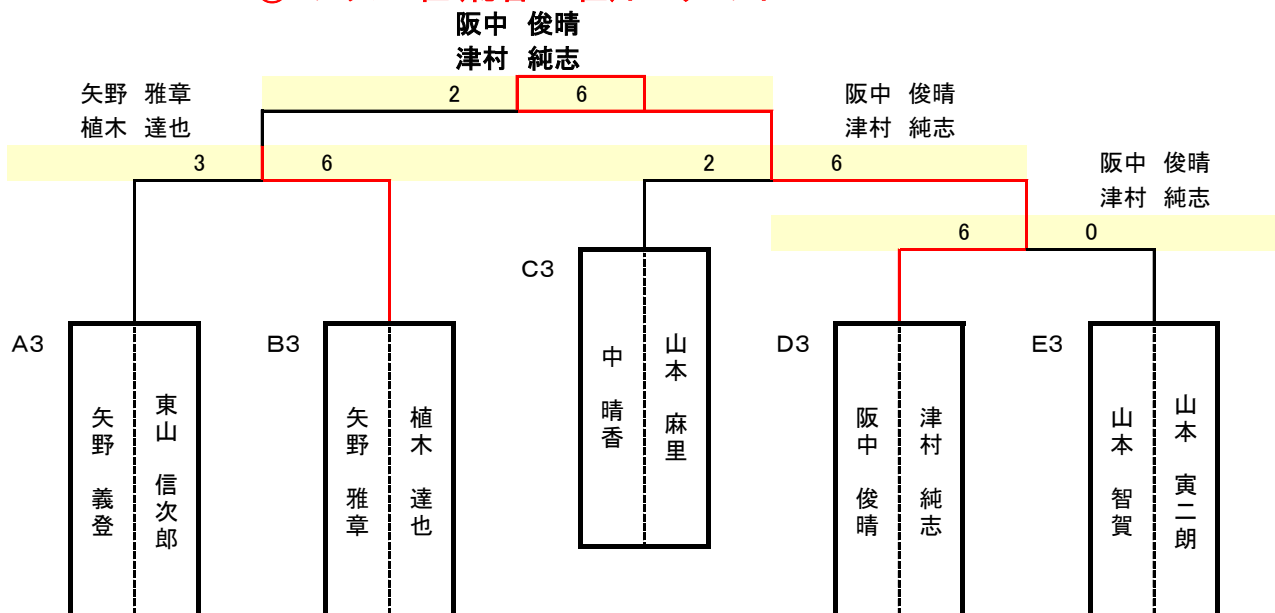 阪中 俊晴
津村 純志
矢野 雅章
植木 達也
2 6
阪中 俊晴
津村 純志
3 6
2 6
阪中 俊晴
津村 純志
6 0
C3
A3
B3
D3
E3
矢野 義登
東山 信次郎
矢野 雅章
植木 達也
中 晴香
山本 麻里
阪中 俊晴
津村 純志
山本 智賀
山本 寅二朗